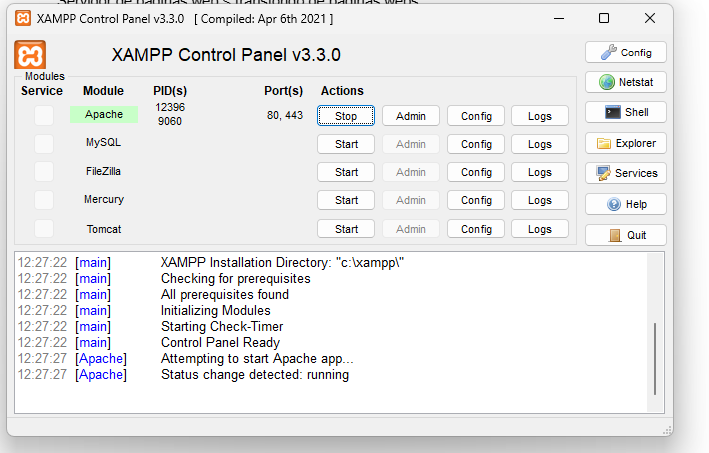 XAMPP Control Panel v3.3.0 [ Compiled: Apr 6th 2021 ]
XAMPP Control Panel v3.3.0
Config
Modules
Service Module PID(s) Port(s) Actions
Netstat
Apache 12396 9060 80, 443 Stop Admin Config Logs
Shell
MySQL Start Admin Config Logs
Explorer
FileZilla Start Admin Config Logs
Services
Mercury Start Admin Config Logs
Help
Tomcat Start Admin Config Logs
Quit
12:27:22 [main] XAMPP Installation Directory: "c:\xampp\"
12:27:22 [main] Checking for prerequisites
12:27:22 [main] All prerequisites found
12:27:22 [main] Initializing Modules
12:27:22 [main] Starting Check-Timer
12:27:22 [main] Control Panel Ready
12:27:27 [Apache] Attempting to start Apache app...
12:27:27 [Apache] Status change detected: running